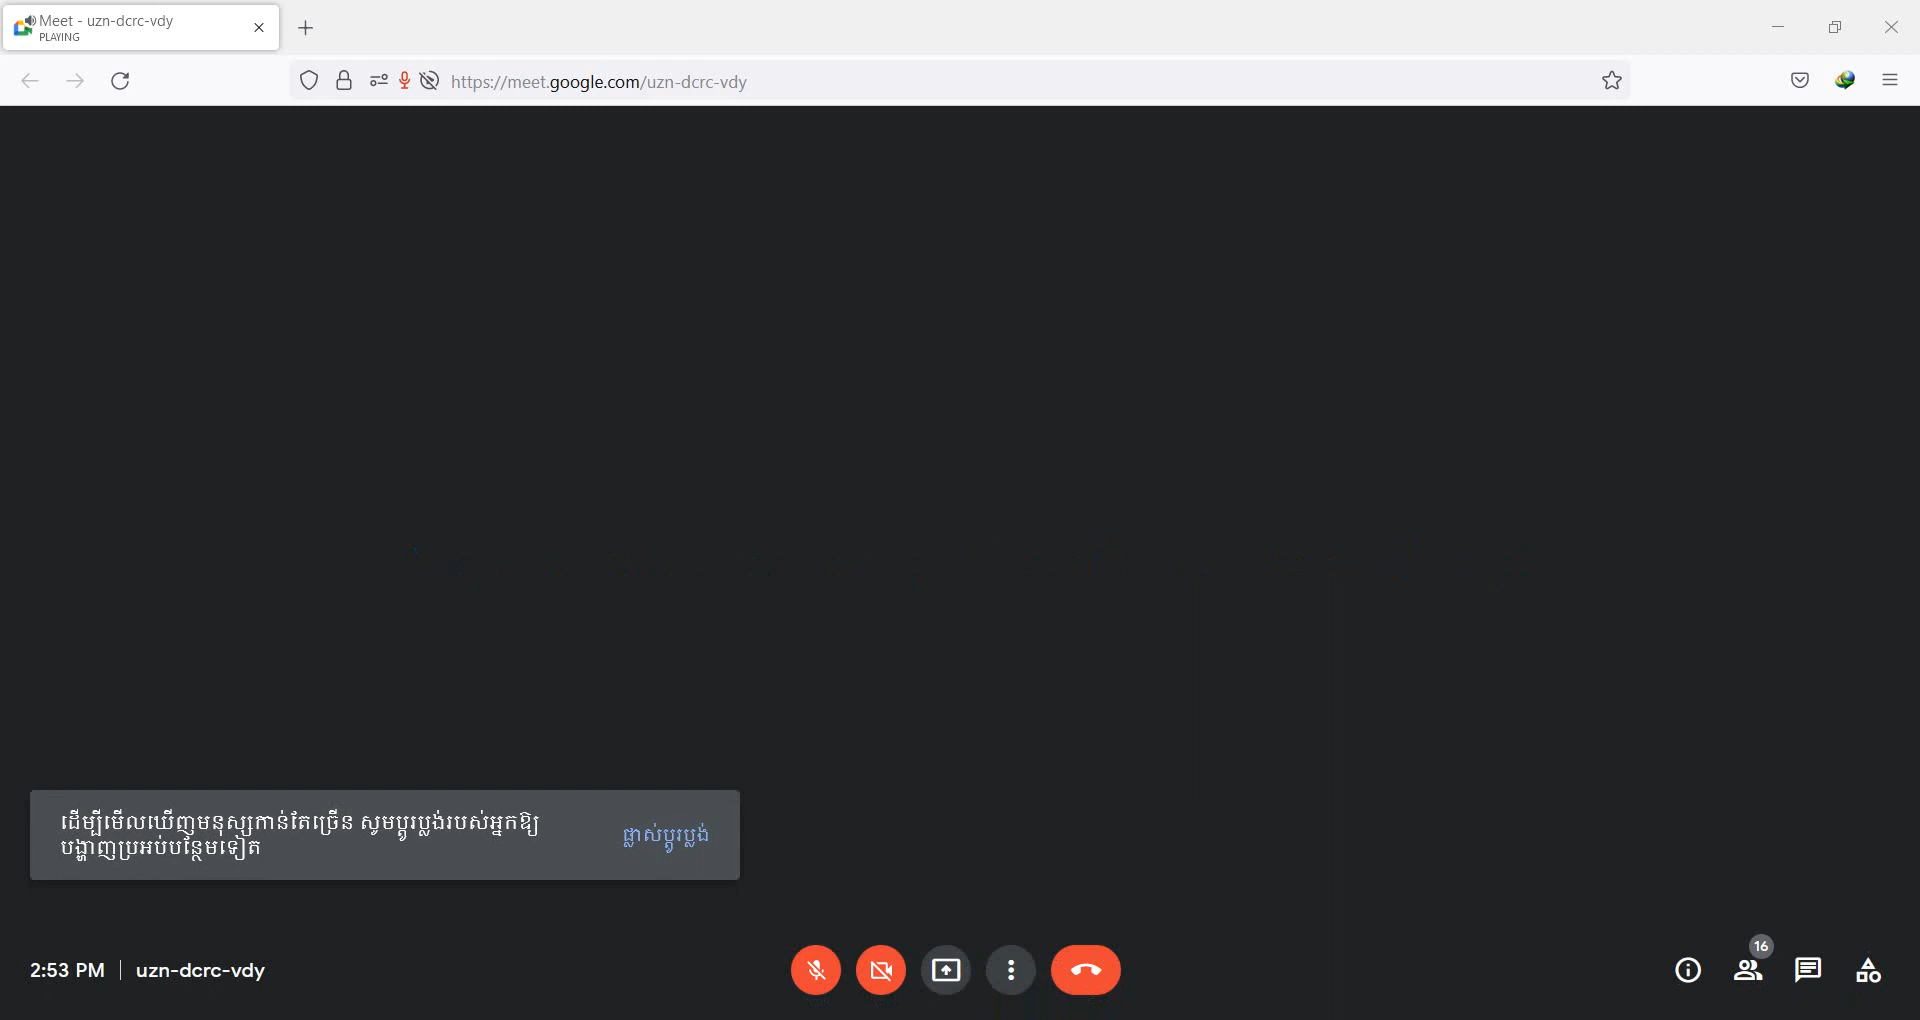 Meet - uzn-dcrc-vdy
PLAYING
https://meet.google.com/uzn-dcrc-vdy
ដើម្បីមើលឃើញមនុស្សកាន់តែច្រើន សូមប្ដូរប្លង់របស់អ្នកឱ្យ
បង្ហាញប្រអប់បន្ថែមទៀត
ផ្លាស់ប្ដូរប្លង់
16
2:53 PM
uzn-dcrc-vdy